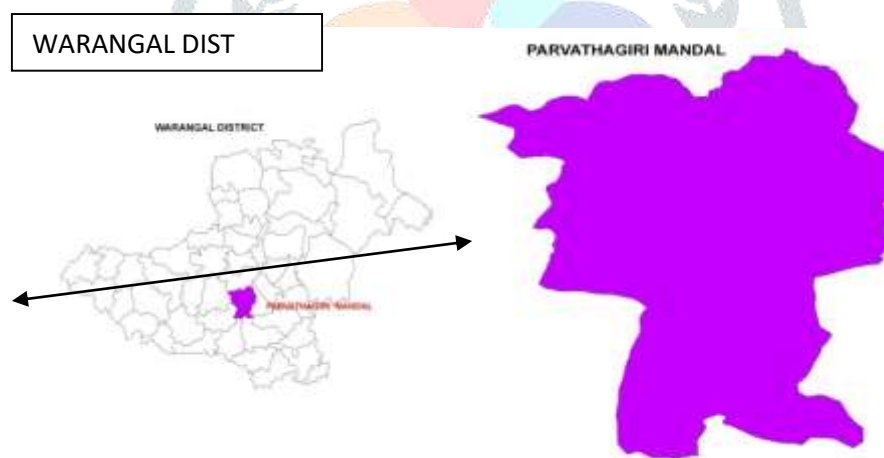 WARANGAL DIST
PARVATHAGIRI MANDAL
WARANGAL DISTRICT
PARVATHAGIRI MANDAL